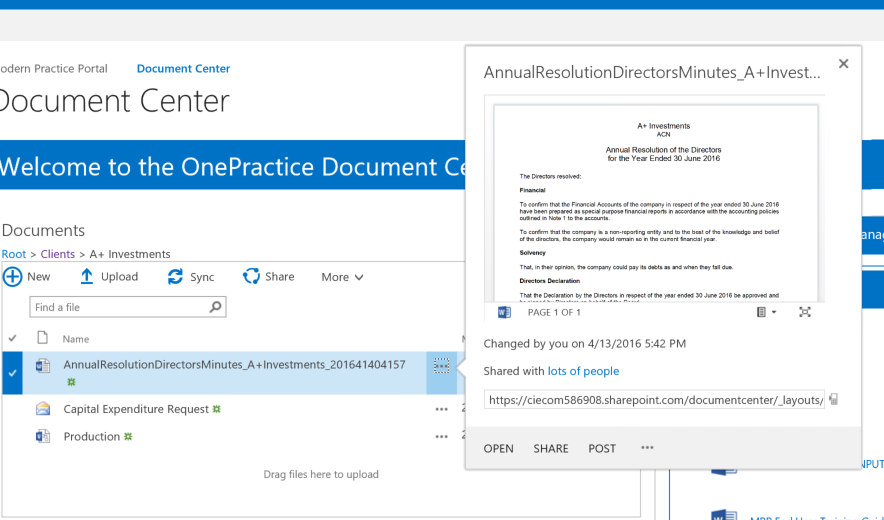 odern Practice Portal Document Center
Document Center
Welcome to the OnePractice Document Ce
Documents
Root > Clients > A+ Investments
New Upload Sync Share More
Find a file
Name
AnnualResolutionDirectorsMinutes_A+Investments_201641404157
Capital Expenditure Request
Production
Drag files here to upload
AnnualResolutionDirectorsMinutes_A+Invest...
A+ Investments
ACN
Annual Resolution of the Directors
for the Year Ended 30 June 2016
The Directors resolved:
Financial
To confirm that the Financial Accounts of the company in respect of the year ended 30 June 2016
have been prepared as special purpose financial reports in accordance with the accounting policies
outlined in Note 1 to the accounts.
To confirm that the company is a non-reporting entity and to the best of the knowledge and belief
of the directors, the company would remain so in the current financial year.
Solvency
That, in their opinion, the company could pay its debts as and when they fall due.
Directors Declaration
That the Declaration by the Directors in respect of the year ended 30 June 2016 be approved and
PAGE 1 OF 1
Changed by you on 4/13/2016 5:42 PM
Shared with lots of people
https://ciecom586908.sharepoint.com/documentcenter/_layouts/
OPEN SHARE POST ...
anag
NPUT